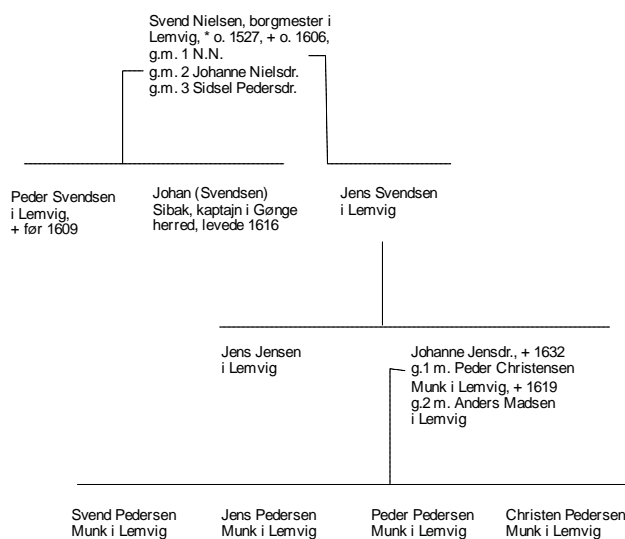 Svend Nielsen, borgmester i
Lemvig, * o. 1527, + o. 1606,
g.m. 1 N.N.
g.m. 2 Johanne Nielsdr.
g.m. 3 Sidsel Pedersdr.
Peder Svendsen
i Lemvig,
+ før 1609
Johan (Svendsen)
Sibak, kaptajn i Gønge
herred, levede 1616
Jens Svendsen
i Lemvig
Jens Jensen
i Lemvig
Johanne Jensdr., + 1632
g.1 m. Peder Christensen
Munk i Lemvig, + 1619
g.2 m. Anders Madsen
i Lemvig
Svend Pedersen
Munk i Lemvig
Jens Pedersen
Munk i Lemvig
Peder Pedersen
Munk i Lemvig
Christen Pedersen
Munk i Lemvig